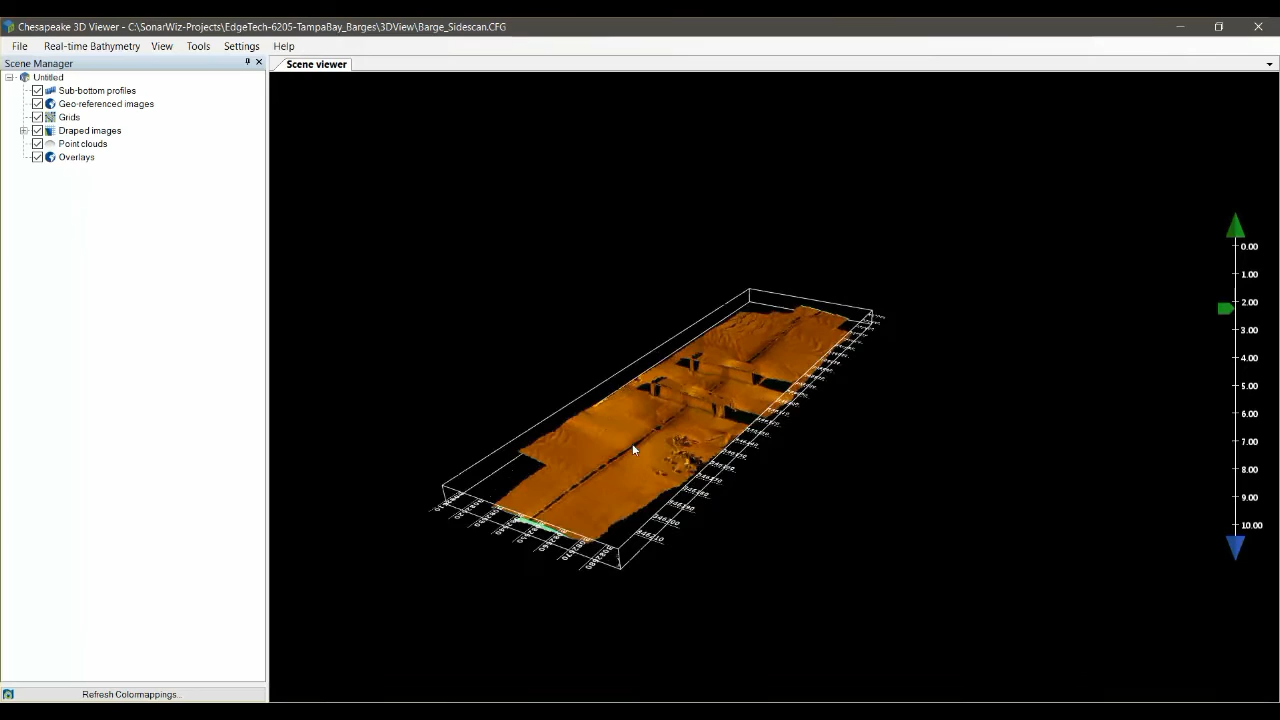 Chesapeake 3D Viewer - C:\SonarWiz-Projects\EdgeTech-6205-TampaBay_Barges\3DView\Barge_Sidescan.CFG
File Real-time Bathymetry View Tools Settings Help
Scene Manager
Scene viewer
Untitled
Sub-bottom profiles
Geo-referenced images
Grids
Draped images
Point clouds
Overlays
0.00
1.00
2.00
3.00
4.00
5.00
6.00
7.00
8.00
9.00
10.00
Refresh Colormappings...